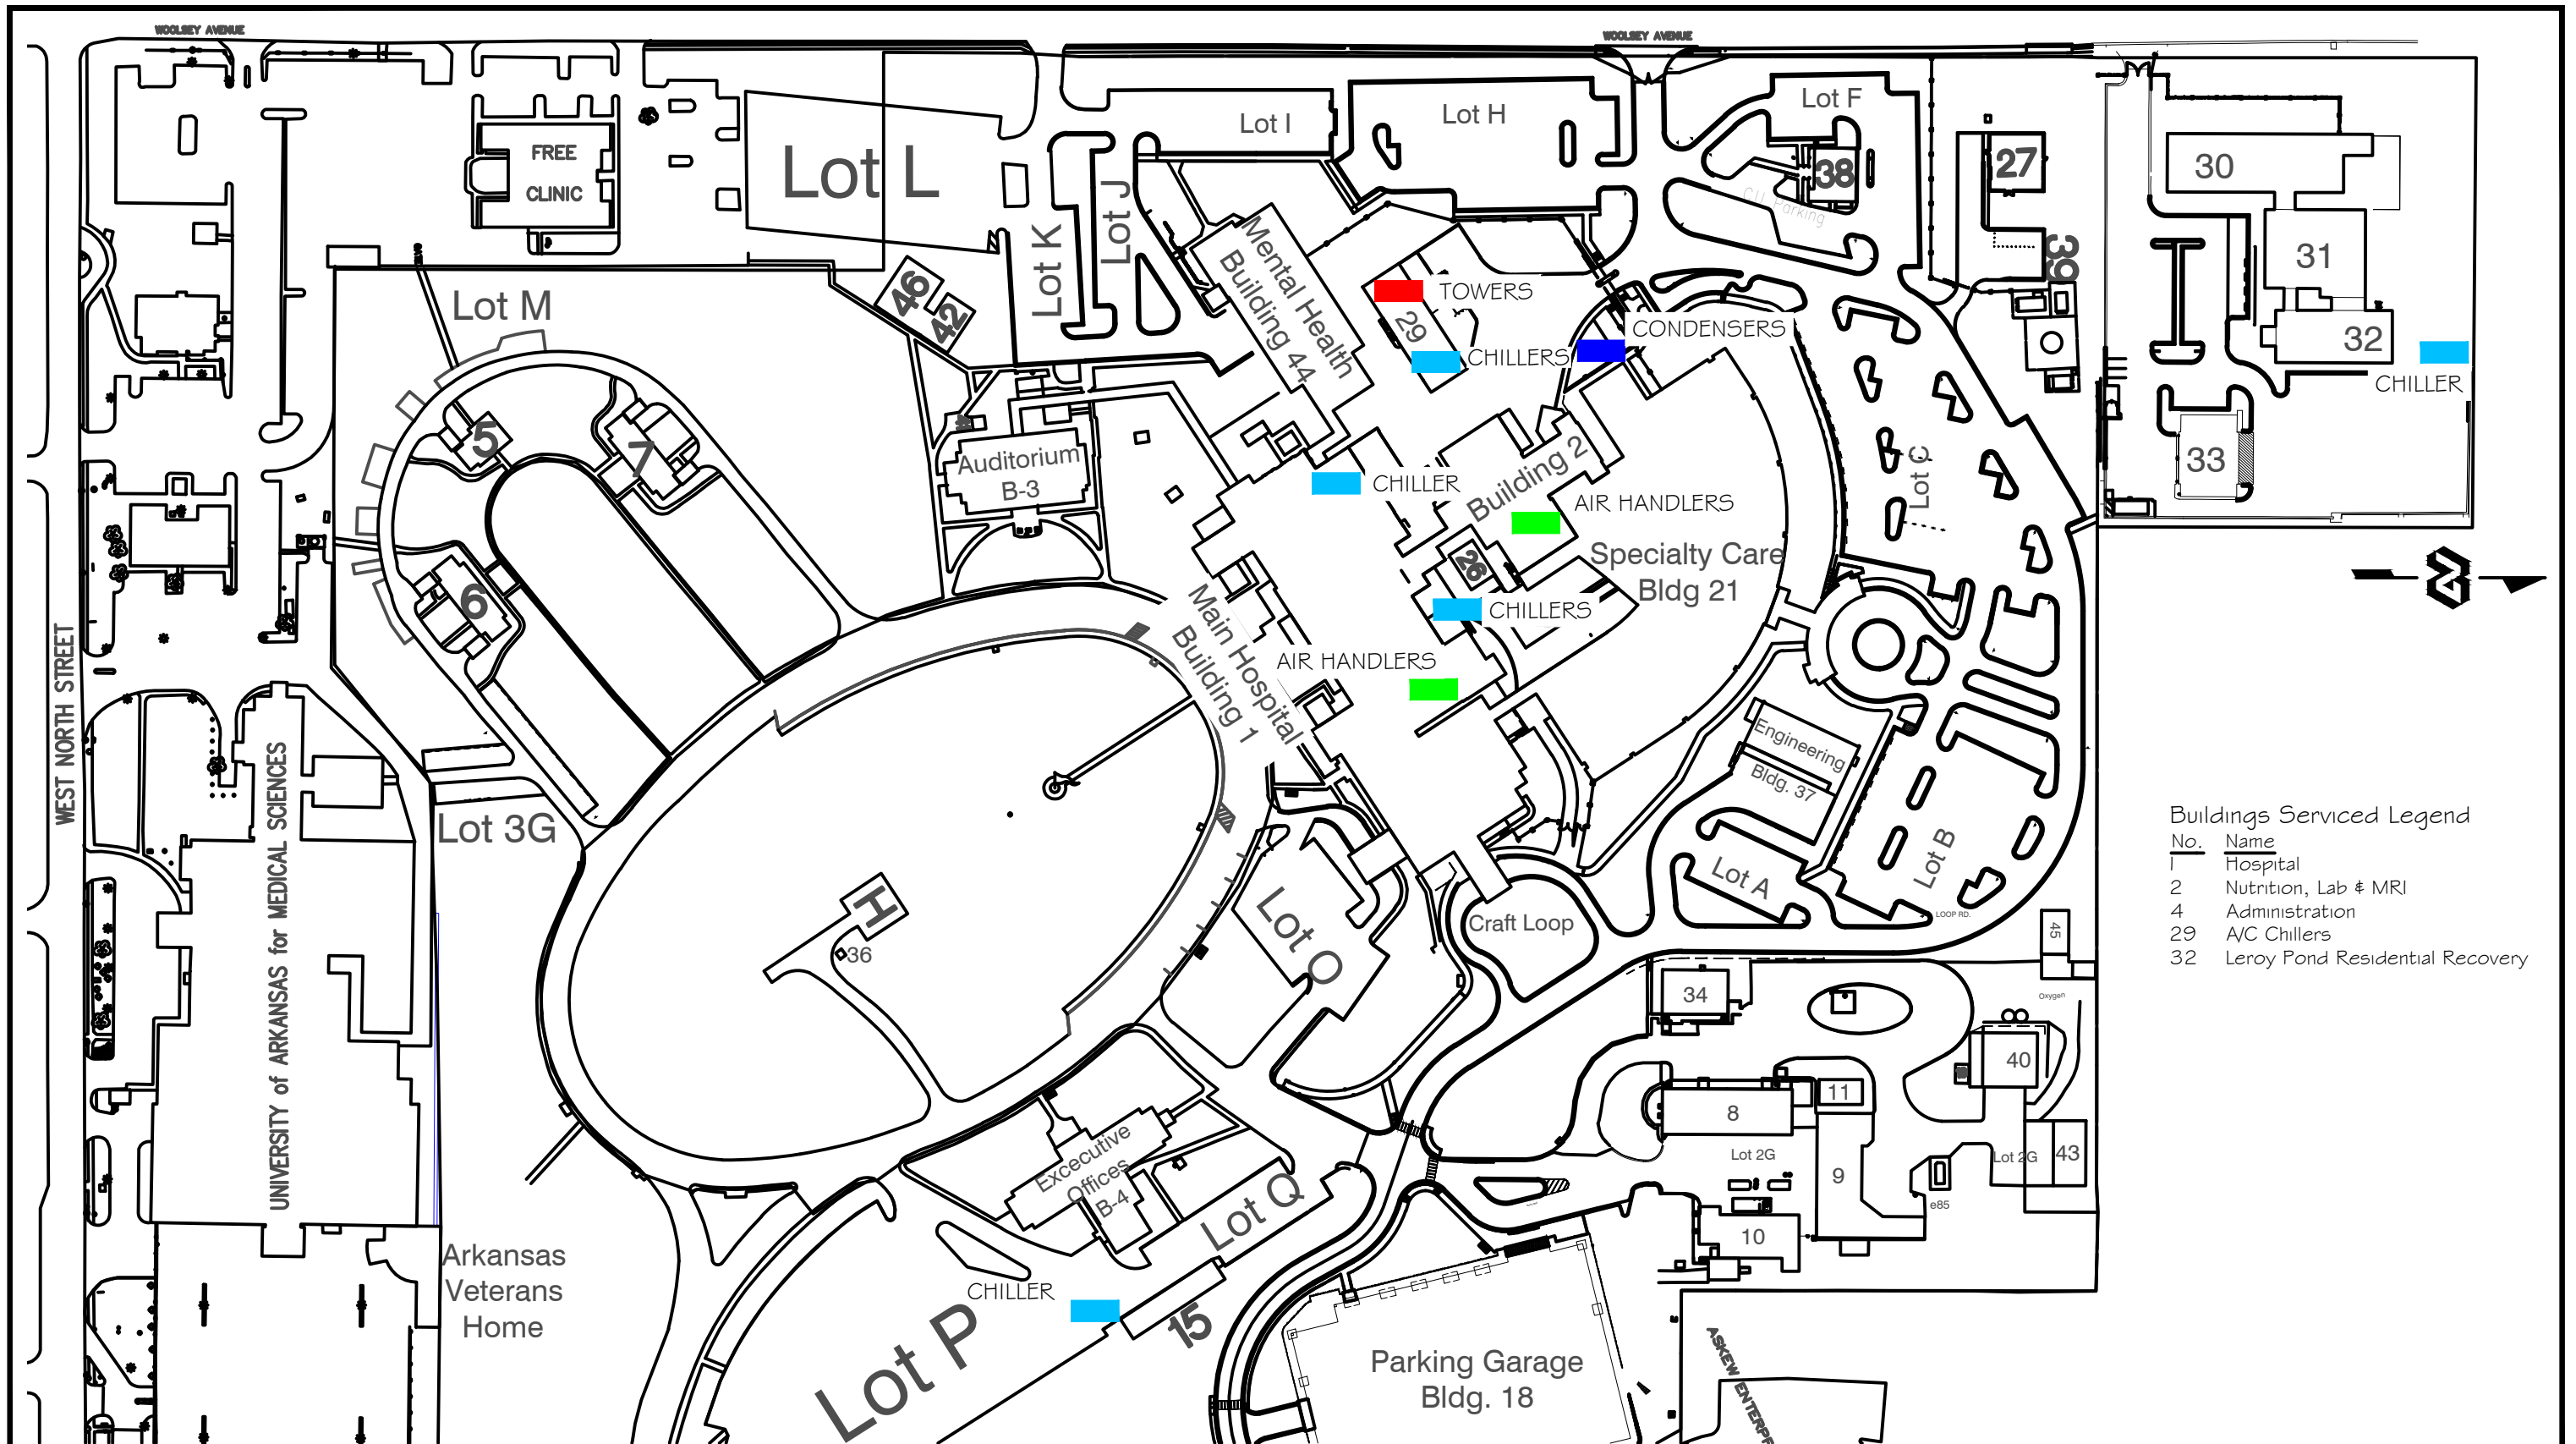 WOOLSEY AVENUE
WOOLSEY AVENUE
FREE
CLINIC
Lot L
Lot K
Lot J
Lot I
Lot H
Lot F
38
C.U. Parking
27
39
30
31
32
33
CHILLER
Lot M
46
42
Mental Health
Building 44
TOWERS
29
CHILLERS
CONDENSERS
5
7
6
Auditorium
B-3
CHILLER
Building 2
AIR HANDLERS
Lot C
26
Specialty Care
Bldg 21
CHILLERS
Main Hospital
Building 1
AIR HANDLERS
N
WEST NORTH STREET
UNIVERSITY of ARKANSAS for MEDICAL SCIENCES
Lot 3G
Engineering
Bldg. 37
Lot A
Lot B
LOOP RD.
Craft Loop
Lot O
H
36
Buildings Serviced Legend
No. Name
1 Hospital
2 Nutrition, Lab & MRI
4 Administration
29 A/C Chillers
32 Leroy Pond Residential Recovery
45
Oxygen
34
40
11
8
Lot 2G
9
Lot 2G
43
e85
10
Excecutive
Offices
B-4
Lot Q
Arkansas
Veterans
Home
CHILLER
15
Lot P
Parking Garage
Bldg. 18